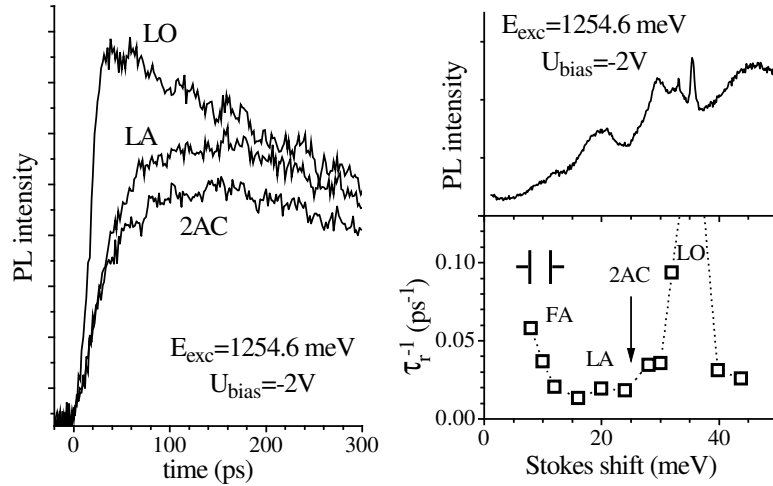 PL intensity
LO
LA
2AC
E_exc=1254.6 meV
U_bias=-2V
0 100 200 300
time (ps)
PL intensity
E_exc=1254.6 meV
U_bias=-2V
τ_r^-1 (ps^-1)
0.10
0.05
0.00
FA
LA
2AC
LO
0 20 40
Stokes shift (meV)